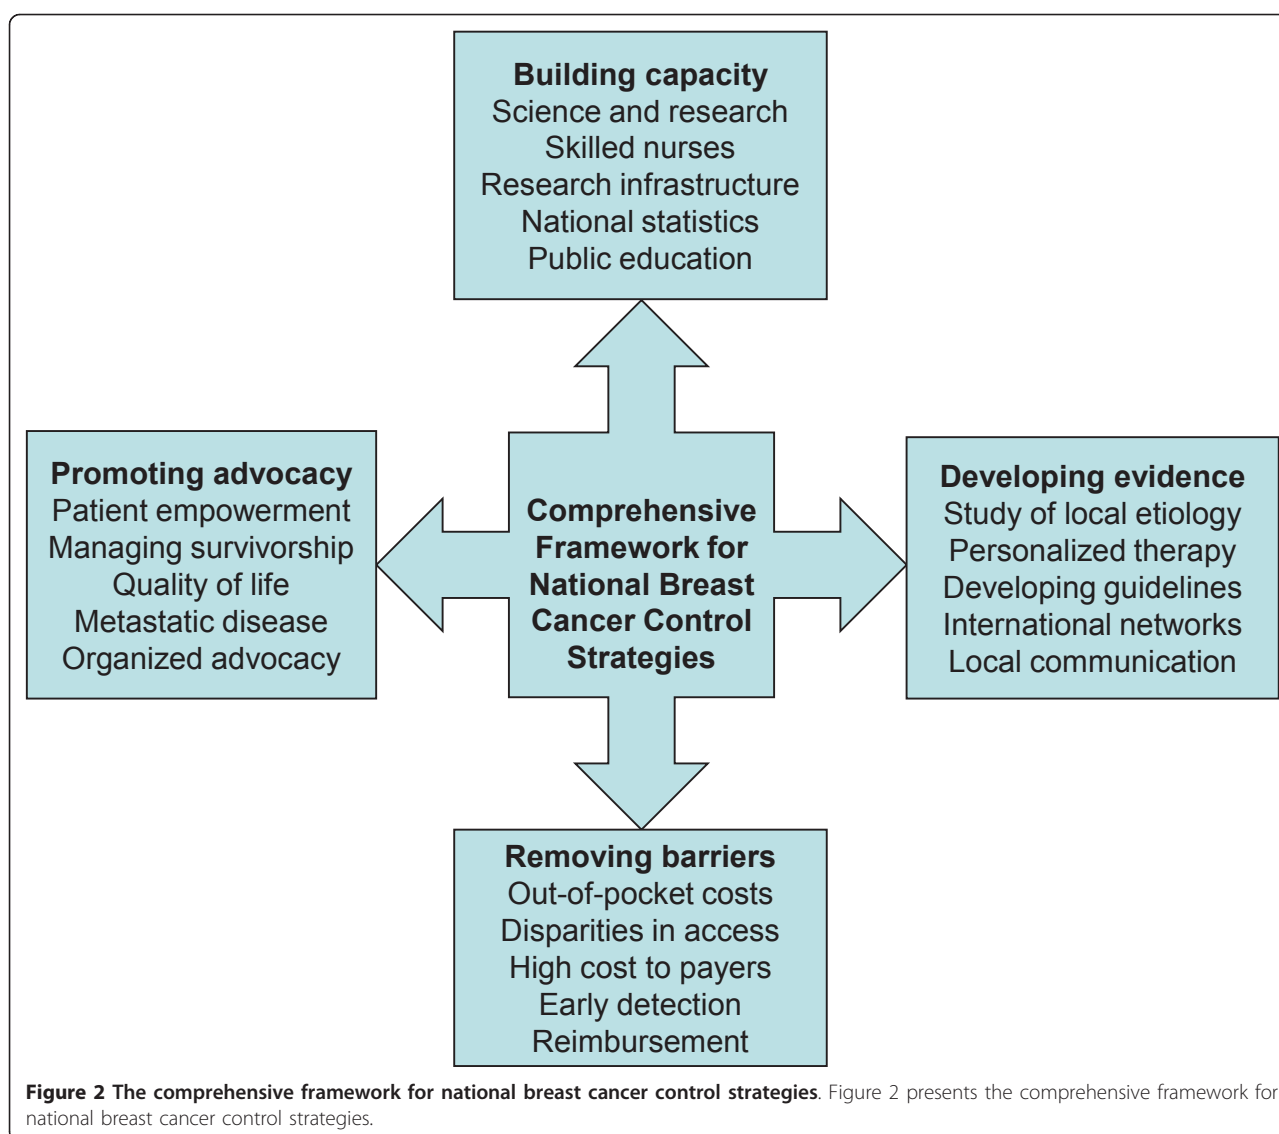 Building capacity
Science and research
Skilled nurses
Research infrastructure
National statistics
Public education
Promoting advocacy
Patient empowerment
Managing survivorship
Quality of life
Metastatic disease
Organized advocacy
Comprehensive
Framework for
National Breast
Cancer Control
Strategies
Developing evidence
Study of local etiology
Personalized therapy
Developing guidelines
International networks
Local communication
Removing barriers
Out-of-pocket costs
Disparities in access
High cost to payers
Early detection
Reimbursement
Figure 2 The comprehensive framework for national breast cancer control strategies. Figure 2 presents the comprehensive framework for
national breast cancer control strategies.